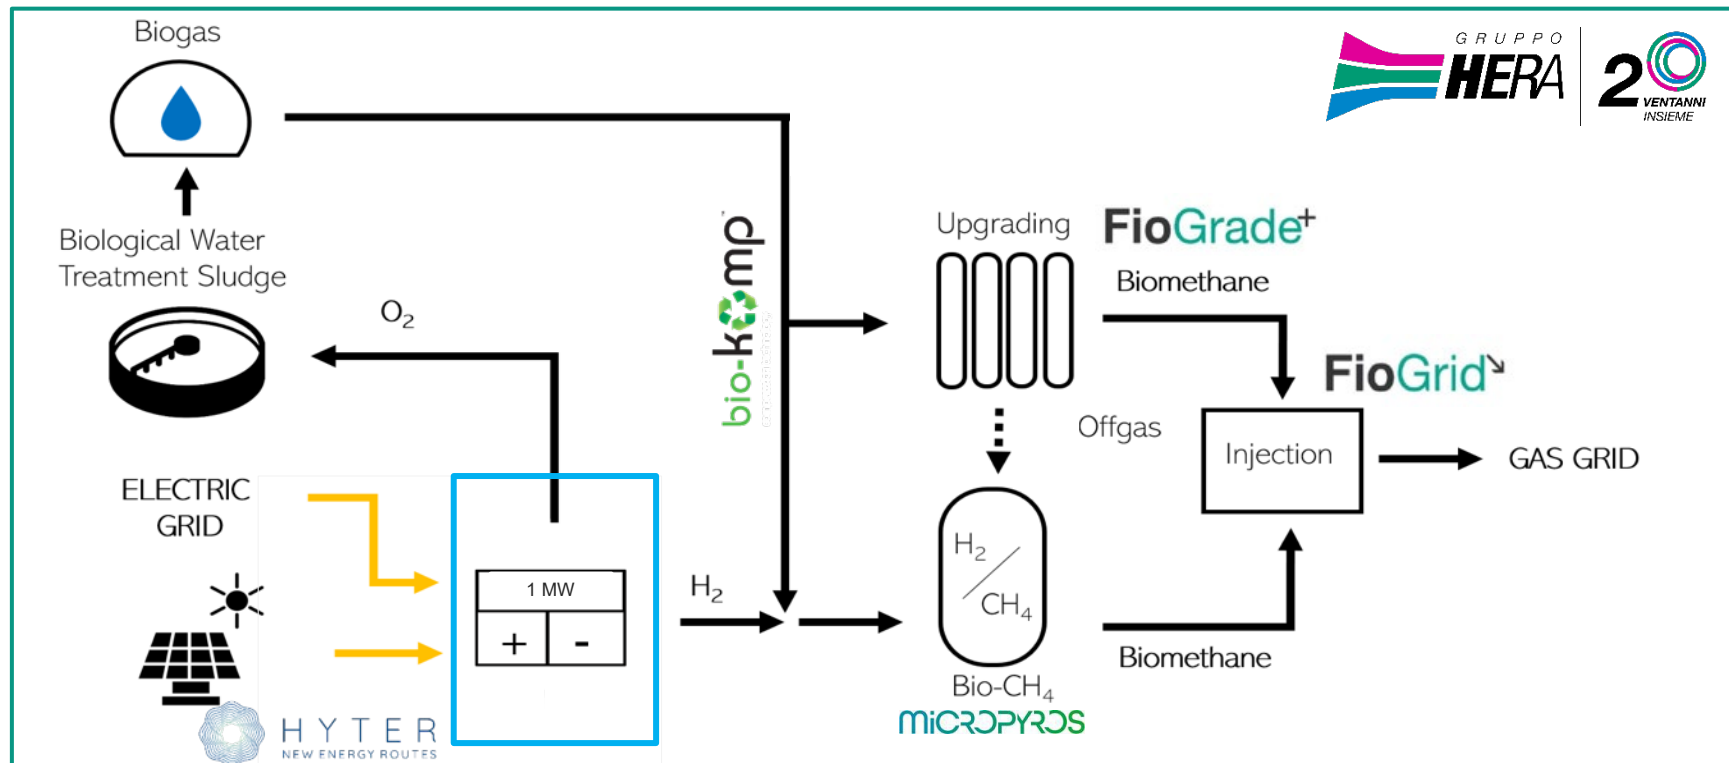 Biogas
GRUPPO
HERA
20
VENTANNI
INSIEME
Biological Water
Treatment Sludge
O₂
bio-komp
Upgrading
FioGrade+
Biomethane
FioGrid
Offgas
Injection
GAS GRID
ELECTRIC
GRID
1 MW
+ -
H₂
H₂
CH₄
Biomethane
Bio-CH₄
MiCROPYROS
HYTER
NEW ENERGY ROUTES